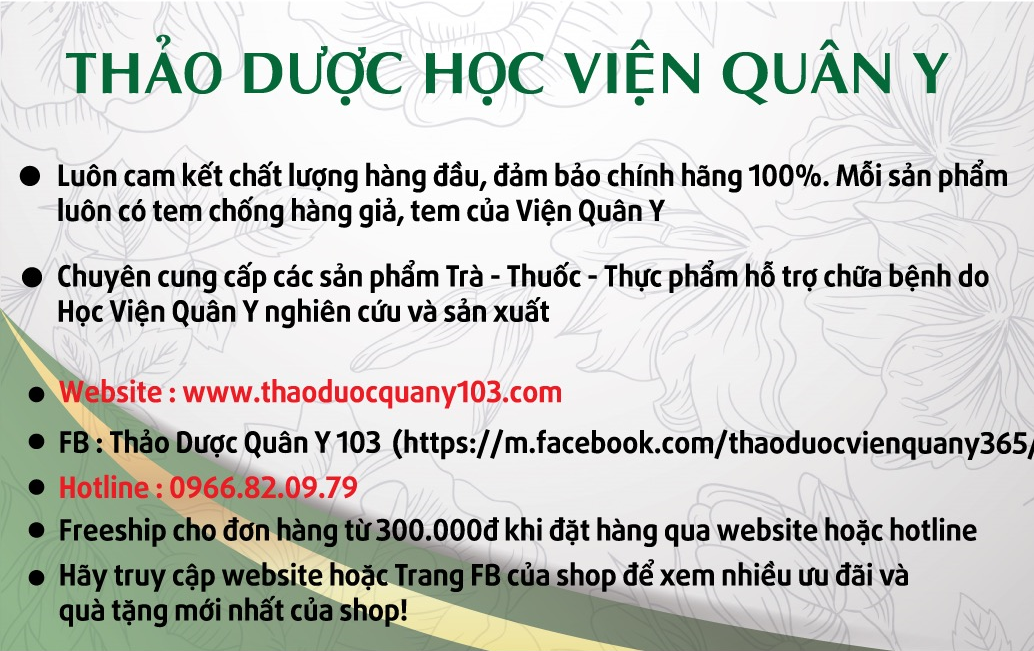 THẢO DƯỢC HỌC VIỆN QUÂN Y
● Luôn cam kết chất lượng hàng đầu, đảm bảo chính hãng 100%. Mỗi sản phẩm
luôn có tem chống hàng giả, tem của Viện Quân Y
● Chuyên cung cấp các sản phẩm Trà - Thuốc - Thực phẩm hỗ trợ chữa bệnh do
Học Viện Quân Y nghiên cứu và sản xuất
● Website : www.thaoduocquany103.com
● FB : Thảo Dược Quân Y 103 (https://m.facebook.com/thaoduocvienquany365/
● Hotline : 0966.82.09.79
● Freeship cho đơn hàng từ 300.000đ khi đặt hàng qua website hoặc hotline
● Hãy truy cập website hoặc Trang FB của shop để xem nhiều ưu đãi và
quà tặng mới nhất của shop!